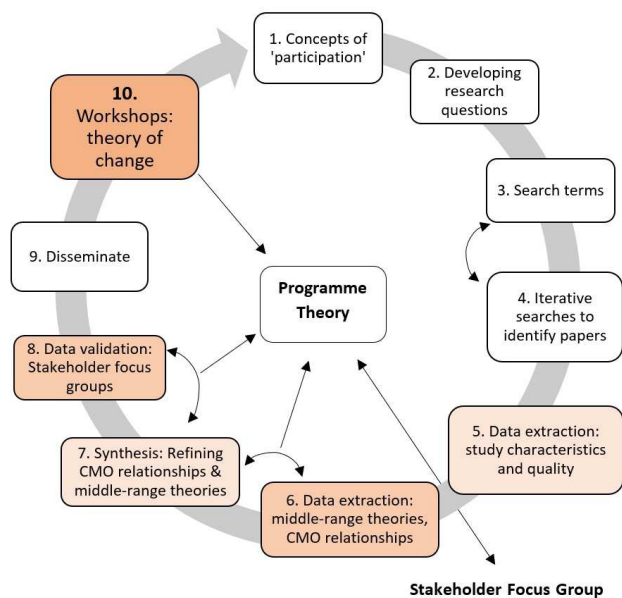 1. Concepts of
'participation'
2. Developing
research
questions
3. Search terms
4. Iterative
searches to
identify papers
5. Data extraction:
study characteristics
and quality
6. Data extraction:
middle-range theories,
CMO relationships
7. Synthesis: Refining
CMO relationships &
middle-range theories
8. Data validation:
Stakeholder focus
groups
9. Disseminate
10.
Workshops:
theory of
change
Programme
Theory
Stakeholder Focus Group